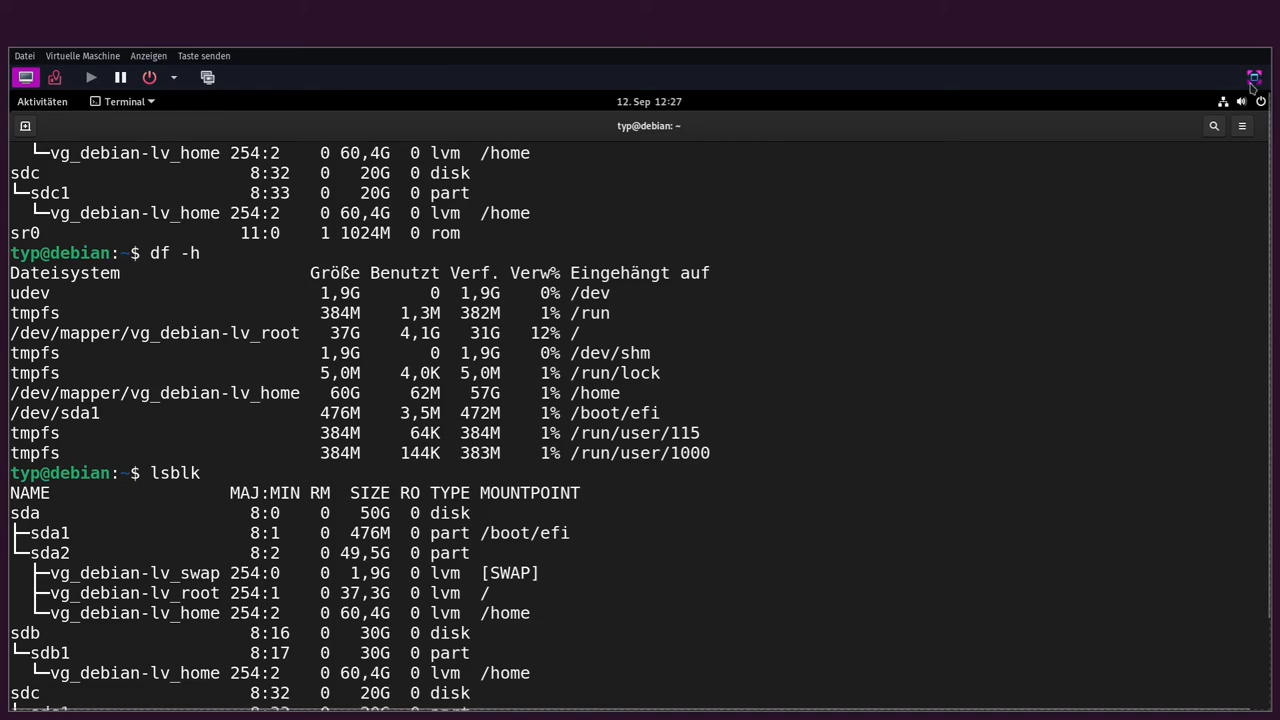 Datei Virtuelle Maschine Anzeigen Taste senden
Aktivitäten Terminal 12. Sep 12:27
typ@debian: ~
└─vg_debian-lv_home 254:2 0 60,4G 0 lvm /home
sdc 8:32 0 20G 0 disk
└─sdc1 8:33 0 20G 0 part
└─vg_debian-lv_home 254:2 0 60,4G 0 lvm /home
sr0 11:0 1 1024M 0 rom
typ@debian:~$ df -h
Dateisystem Größe Benutzt Verf. Verw% Eingehängt auf
udev 1,9G 0 1,9G 0% /dev
tmpfs 384M 1,3M 382M 1% /run
/dev/mapper/vg_debian-lv_root 37G 4,1G 31G 12% /
tmpfs 1,9G 0 1,9G 0% /dev/shm
tmpfs 5,0M 4,0K 5,0M 1% /run/lock
/dev/mapper/vg_debian-lv_home 60G 62M 57G 1% /home
/dev/sda1 476M 3,5M 472M 1% /boot/efi
tmpfs 384M 64K 384M 1% /run/user/115
tmpfs 384M 144K 383M 1% /run/user/1000
typ@debian:~$ lsblk
NAME MAJ:MIN RM SIZE RO TYPE MOUNTPOINT
sda 8:0 0 50G 0 disk
├─sda1 8:1 0 476M 0 part /boot/efi
└─sda2 8:2 0 49,5G 0 part
├─vg_debian-lv_swap 254:0 0 1,9G 0 lvm [SWAP]
├─vg_debian-lv_root 254:1 0 37,3G 0 lvm /
└─vg_debian-lv_home 254:2 0 60,4G 0 lvm /home
sdb 8:16 0 30G 0 disk
└─sdb1 8:17 0 30G 0 part
└─vg_debian-lv_home 254:2 0 60,4G 0 lvm /home
sdc 8:32 0 20G 0 disk